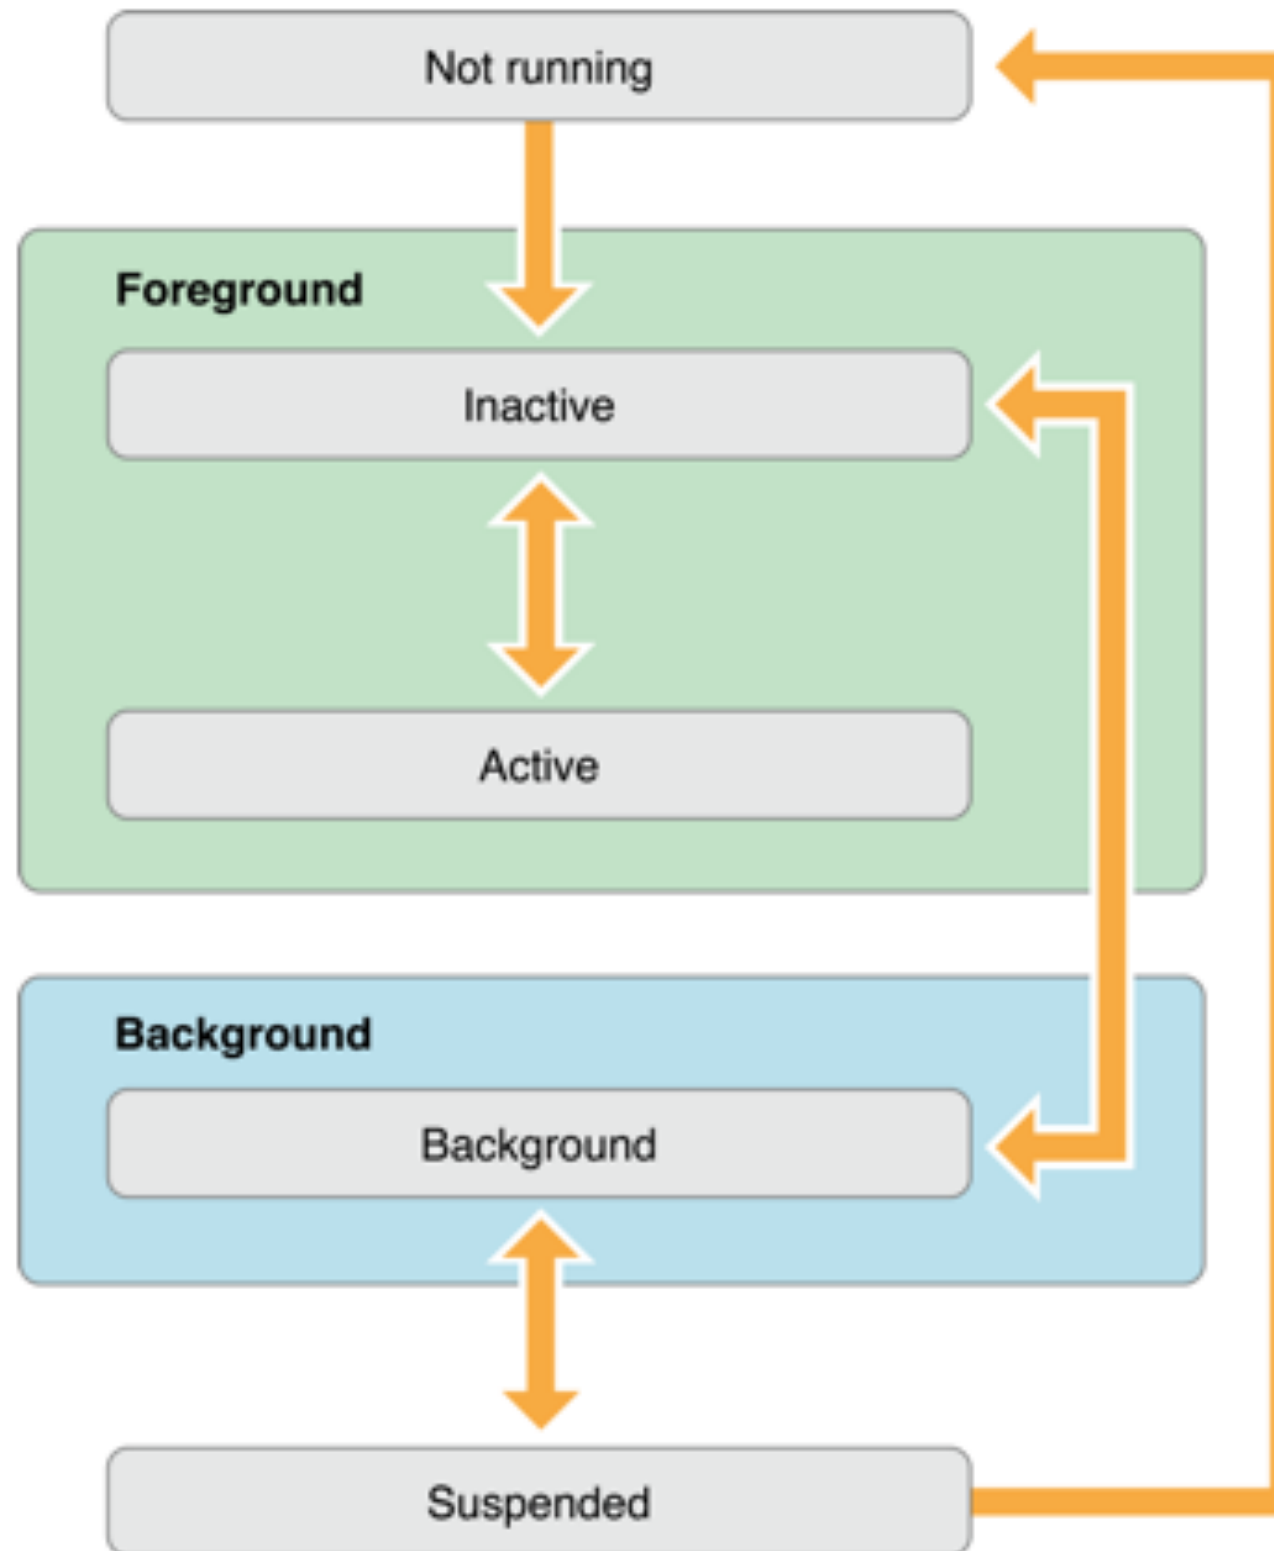 Not running
Foreground
Inactive
Active
Background
Background
Suspended